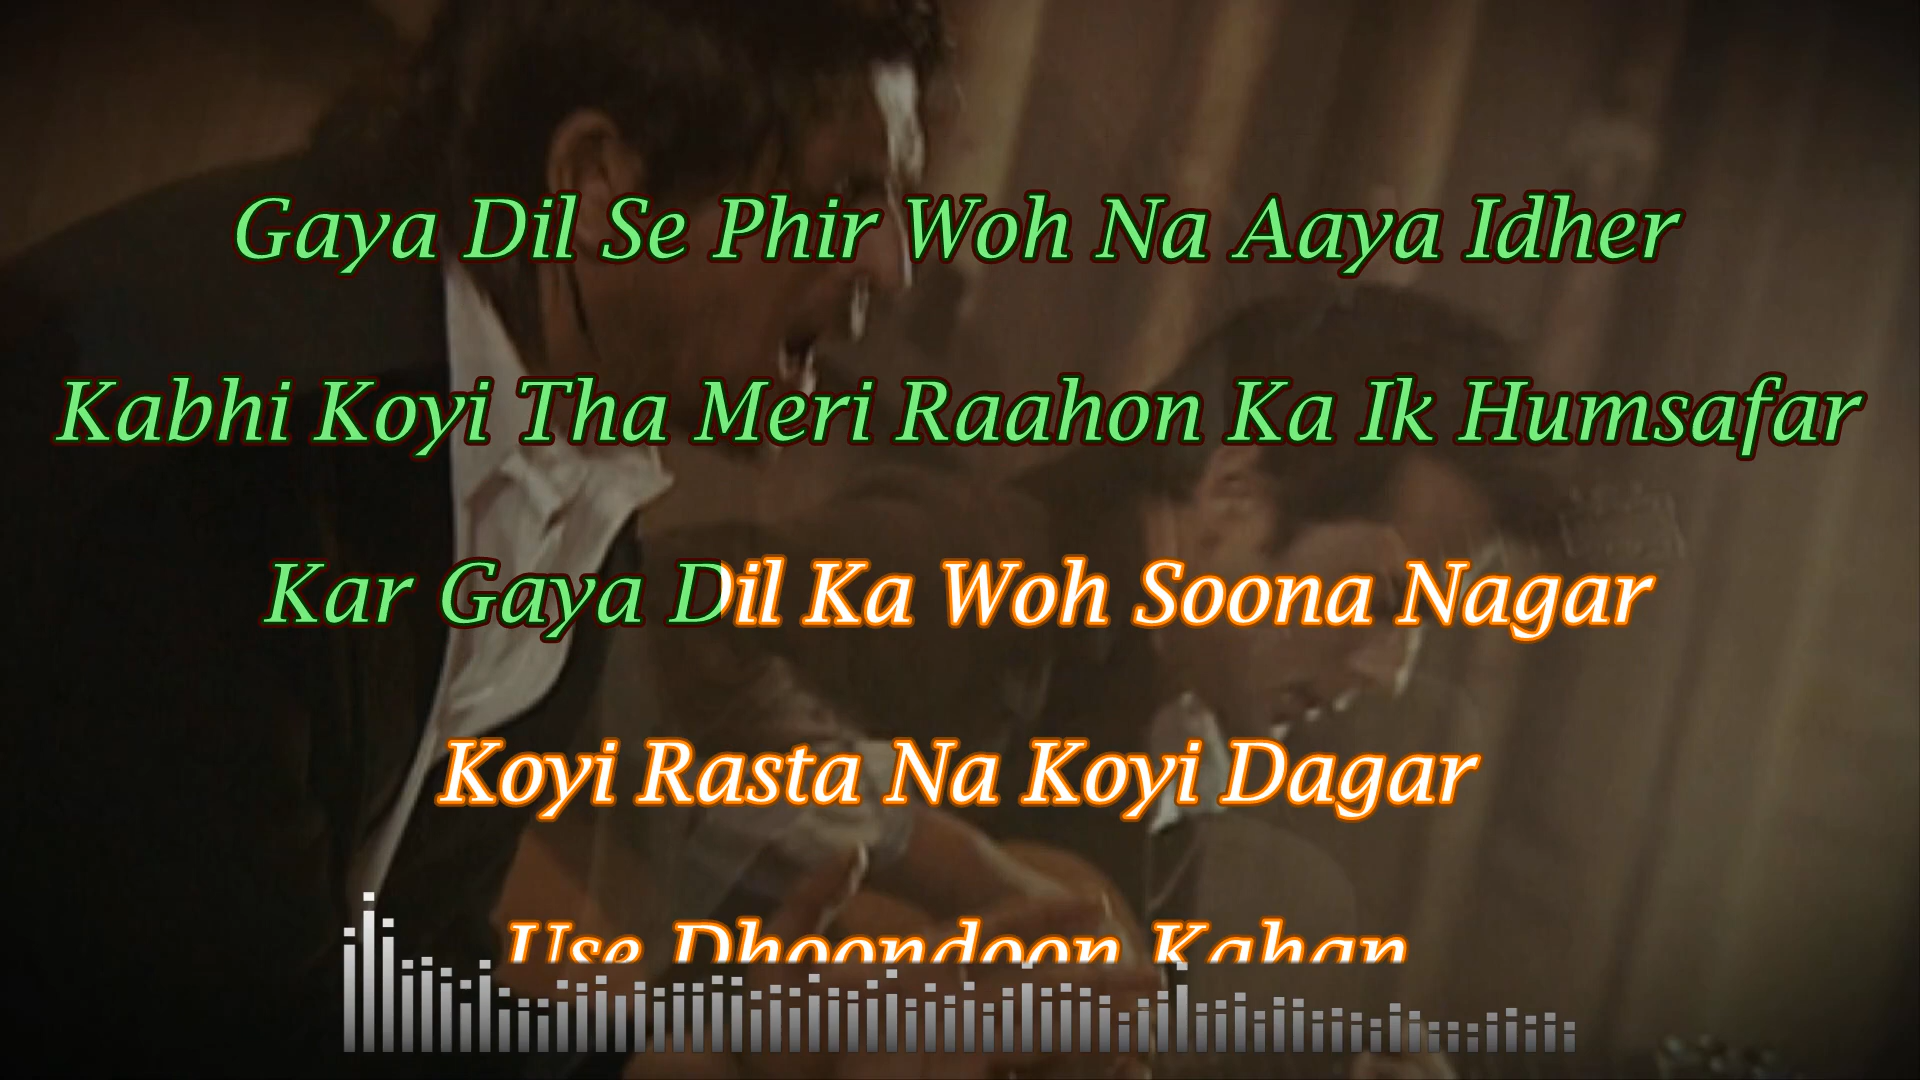 Gaya Dil Se Phir Woh Na Aaya Idher
Kabhi Koyi Tha Meri Raahon Ka Ik Humsafar
Kar Gaya Dil Ka Woh Soona Nagar
Koyi Rasta Na Koyi Dagar
Use Dhoondoon Kahan